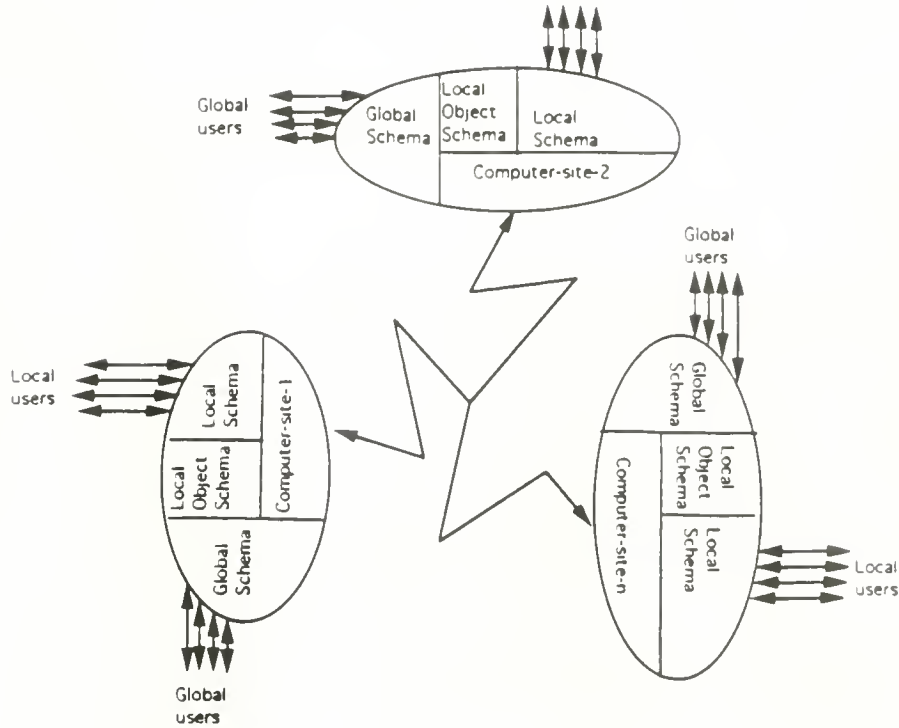 Global
users
Global
Schema
Local
Object
Schema
Local
Schema
Computer-site-2
Global
users
Local
users
Local
Schema
Computer-site-1
Local
Object
Schema
Global
Schema
Global
users
Global
Schema
Local
Object
Schema
Computer-site-n
Local
Schema
Local
users